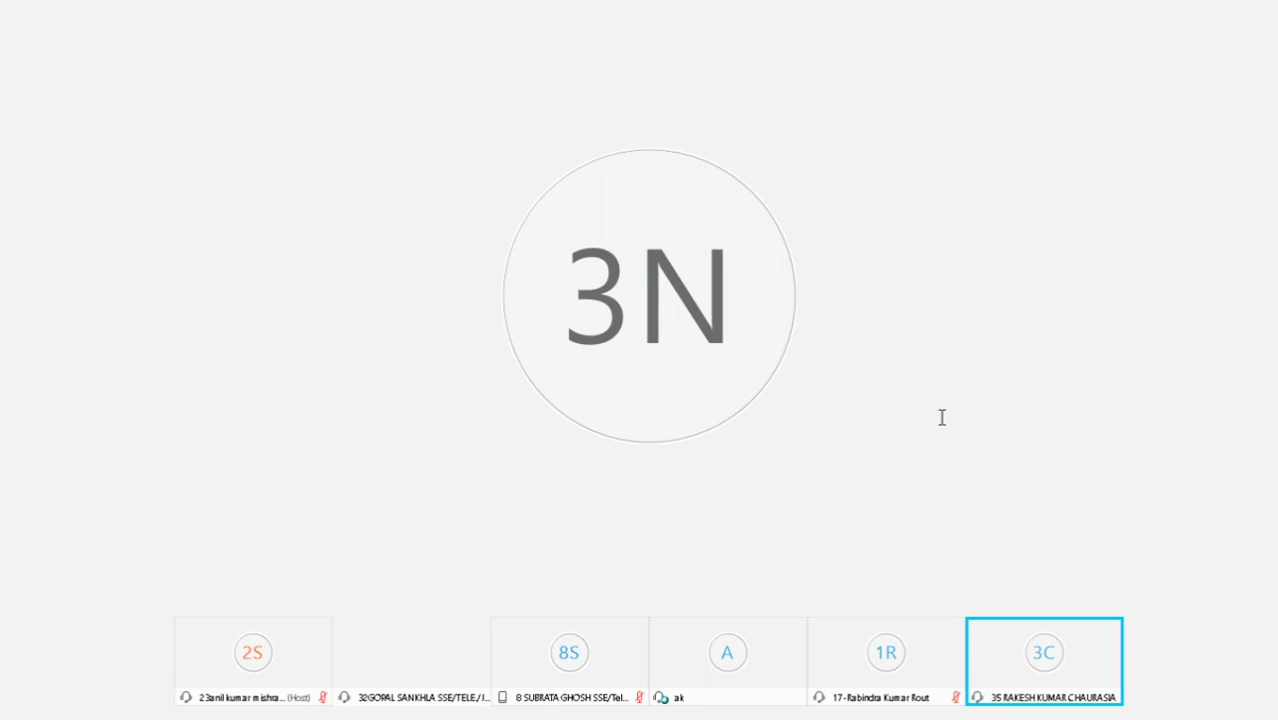 3N
2S
8S
A
1R
3C
23anil kumar mishra... (Host)
32GOPAL SANKHLA SSE/TELE/J...
8 SUBRATA GHOSH SSE/Tel...
ak
17-Rabindra Kumar Rout
35 RAKESH KUMAR CHAURASIA